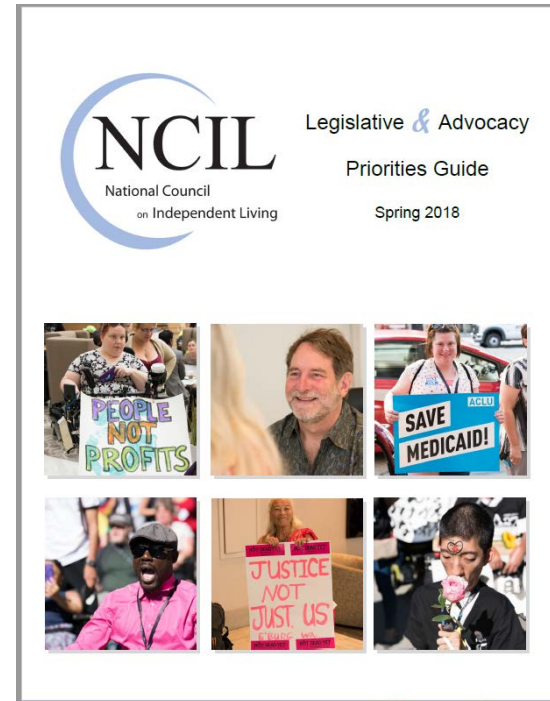 NCIL
National Council
on Independent Living
Legislative & Advocacy
Priorities Guide
Spring 2018
PEOPLE
NOT
PROFITS
ACLU
SAVE
MEDICAID!
JUSTICE
NOT
JUST US